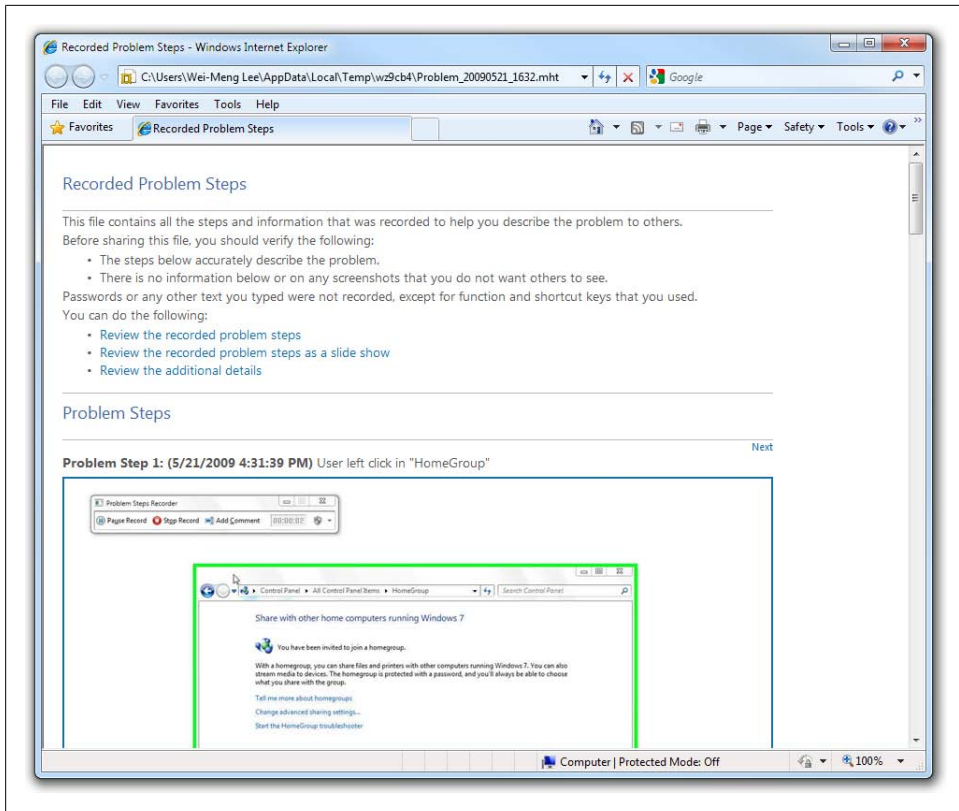 Recorded Problem Steps - Windows Internet Explorer
C:\Users\Wei-Meng Lee\AppData\Local\Temp\wz9cb4\Problem_20090521_1632.mht
Google
File Edit View Favorites Tools Help
Favorites Recorded Problem Steps Page Safety Tools
Recorded Problem Steps
This file contains all the steps and information that was recorded to help you describe the problem to others.
Before sharing this file, you should verify the following:
• The steps below accurately describe the problem.
• There is no information below or on any screenshots that you do not want others to see.
Passwords or any other text you typed were not recorded, except for function and shortcut keys that you used.
You can do the following:
• Review the recorded problem steps
• Review the recorded problem steps as a slide show
• Review the additional details
Problem Steps
Next
Problem Step 1: (5/21/2009 4:31:39 PM) User left click in "HomeGroup"
Problem Steps Recorder
Pause Record Stop Record Add Comment 00:00:02
Control Panel All Control Panel Items HomeGroup Search Control Panel
Share with other home computers running Windows 7
You have been invited to join a homegroup.
With a homegroup, you can share files and printers with other computers running Windows 7. You can also
stream media to devices. The homegroup is protected with a password, and you'll always be able to choose
what you share with the group.
Tell me more about homegroups
Change advanced sharing settings...
Start the HomeGroup troubleshooter
Computer | Protected Mode: Off 100%